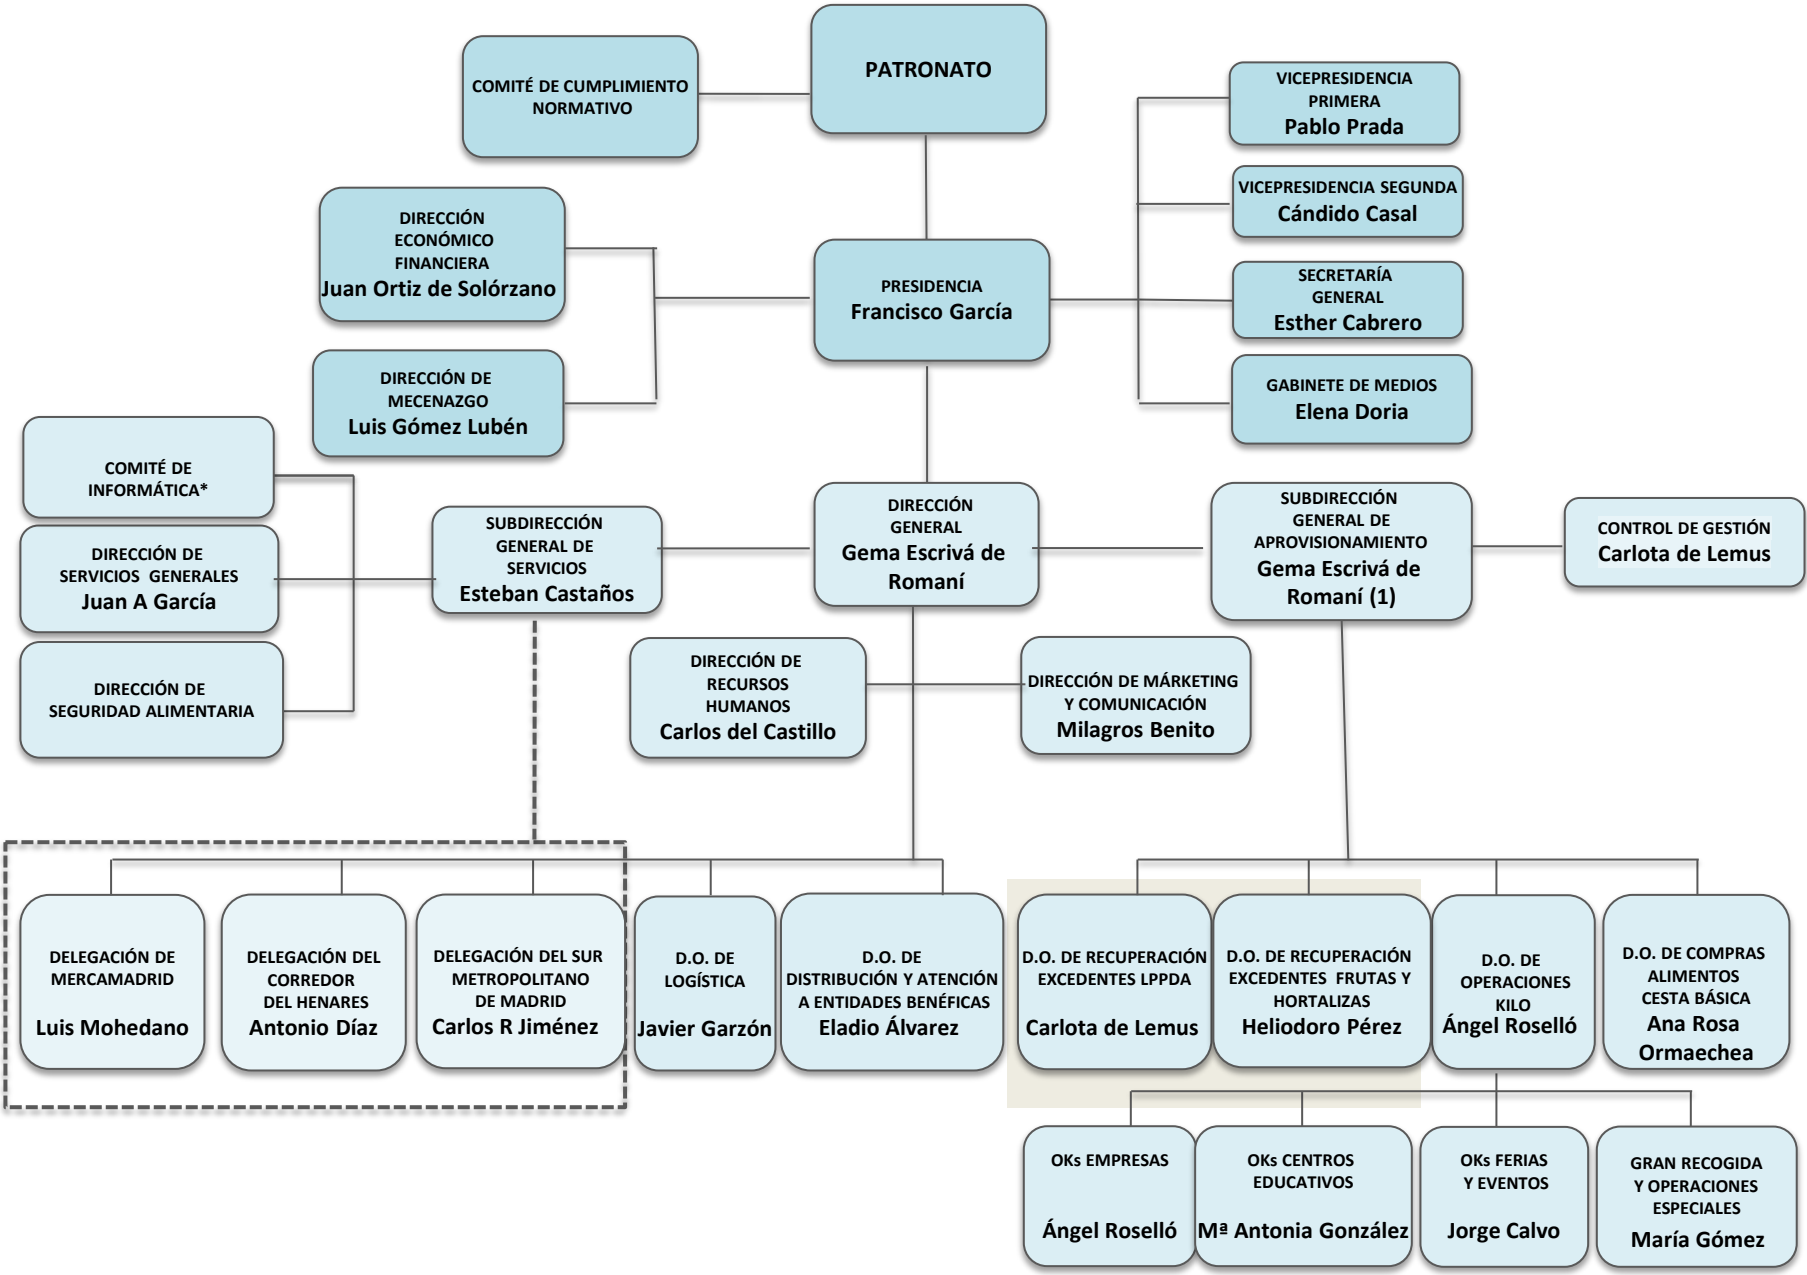 PATRONATO
COMITÉ DE CUMPLIMIENTO
NORMATIVO
VICEPRESIDENCIA
PRIMERA
Pablo Prada
VICEPRESIDENCIA SEGUNDA
Cándido Casal
DIRECCIÓN
ECONÓMICO
FINANCIERA
Juan Ortiz de Solórzano
PRESIDENCIA
Francisco García
SECRETARÍA
GENERAL
Esther Cabrero
DIRECCIÓN DE
MECENAZGO
Luis Gómez Lubén
GABINETE DE MEDIOS
Elena Doria
COMITÉ DE
INFORMÁTICA*
DIRECCIÓN DE
SERVICIOS GENERALES
Juan A García
DIRECCIÓN DE
SEGURIDAD ALIMENTARIA
SUBDIRECCIÓN
GENERAL DE
SERVICIOS
Esteban Castaños
DIRECCIÓN
GENERAL
Gema Escrivá de
Romaní
SUBDIRECCIÓN
GENERAL DE
APROVISIONAMIENTO
Gema Escrivá de
Romaní (1)
CONTROL DE GESTIÓN
Carlota de Lemus
DIRECCIÓN DE
RECURSOS
HUMANOS
Carlos del Castillo
DIRECCIÓN DE MÁRKETING
Y COMUNICACIÓN
Milagros Benito
DELEGACIÓN DE
MERCAMADRID
Luis Mohedano
DELEGACIÓN DEL
CORREDOR
DEL HENARES
Antonio Díaz
DELEGACIÓN DEL SUR
METROPOLITANO
DE MADRID
Carlos R Jiménez
D.O. DE
LOGÍSTICA
Javier Garzón
D.O. DE
DISTRIBUCIÓN Y ATENCIÓN
A ENTIDADES BENÉFICAS
Eladio Álvarez
D.O. DE RECUPERACIÓN
EXCEDENTES LPPDA
Carlota de Lemus
D.O. DE RECUPERACIÓN
EXCEDENTES FRUTAS Y
HORTALIZAS
Heliodoro Pérez
D.O. DE
OPERACIONES
KILO
Ángel Roselló
D.O. DE COMPRAS
ALIMENTOS
CESTA BÁSICA
Ana Rosa
Ormaechea
OKs EMPRESAS
Ángel Roselló
OKs CENTROS
EDUCATIVOS
Mª Antonia González
OKs FERIAS
Y EVENTOS
Jorge Calvo
GRAN RECOGIDA
Y OPERACIONES
ESPECIALES
María Gómez